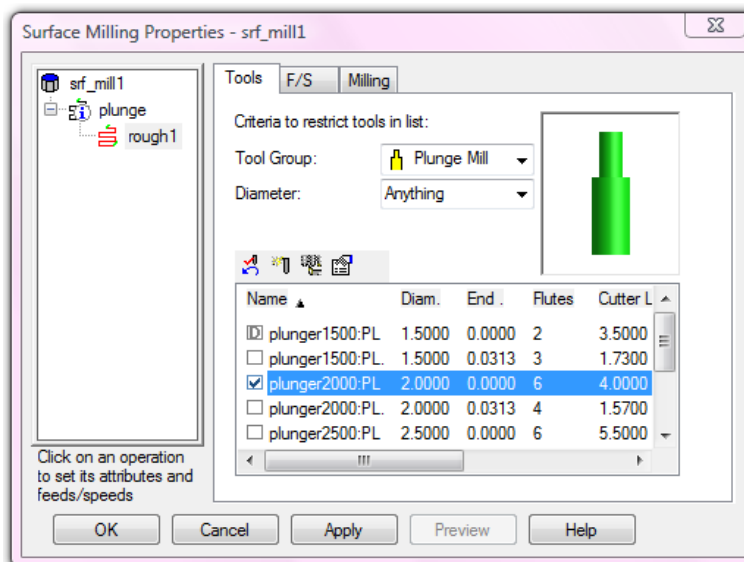 Surface Milling Properties - srf_mill1
srf_mill1
plunge
rough1
Click on an operation
to set its attributes and
feeds/speeds
Tools F/S Milling
Criteria to restrict tools in list:
Tool Group: Plunge Mill
Diameter: Anything
Name Diam. End . Flutes Cutter L
D plunger1500:PL 1.5000 0.0000 2 3.5000
plunger1500:PL. 1.5000 0.0313 3 1.7300
plunger2000:PL 2.0000 0.0000 6 4.0000
plunger2000:PL. 2.0000 0.0313 4 1.5700
plunger2500:PL 2.5000 0.0000 6 5.5000
OK Cancel Apply Preview Help